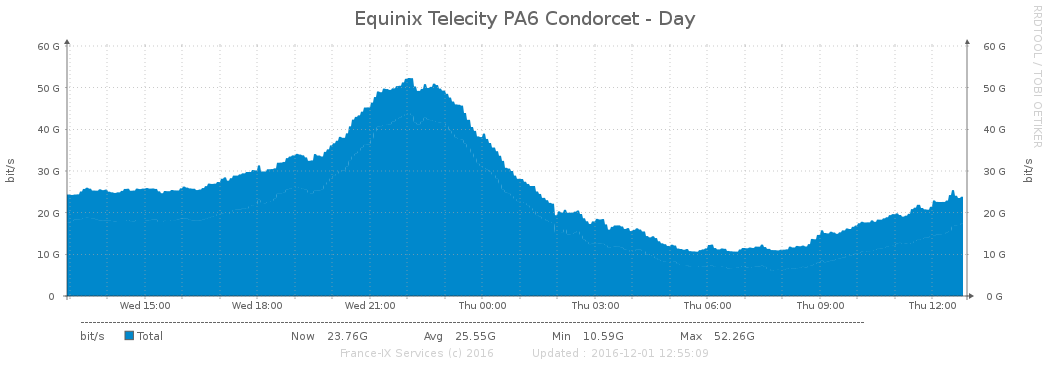 Equinix Telecity PA6 Condorcet - Day
RRDTOOL / TOBI OETIKER
60 G 60 G
50 G 50 G
40 G 40 G
30 G 30 G
20 G 20 G
10 G 10 G
0 0 G
bit/s
bit/s
Wed 15:00 Wed 18:00 Wed 21:00 Thu 00:00 Thu 03:00 Thu 06:00 Thu 09:00 Thu 12:00
bit/s Total Now 23.76G Avg 25.55G Min 10.59G Max 52.26G
France-IX Services (c) 2016 Updated : 2016-12-01 12:55:09